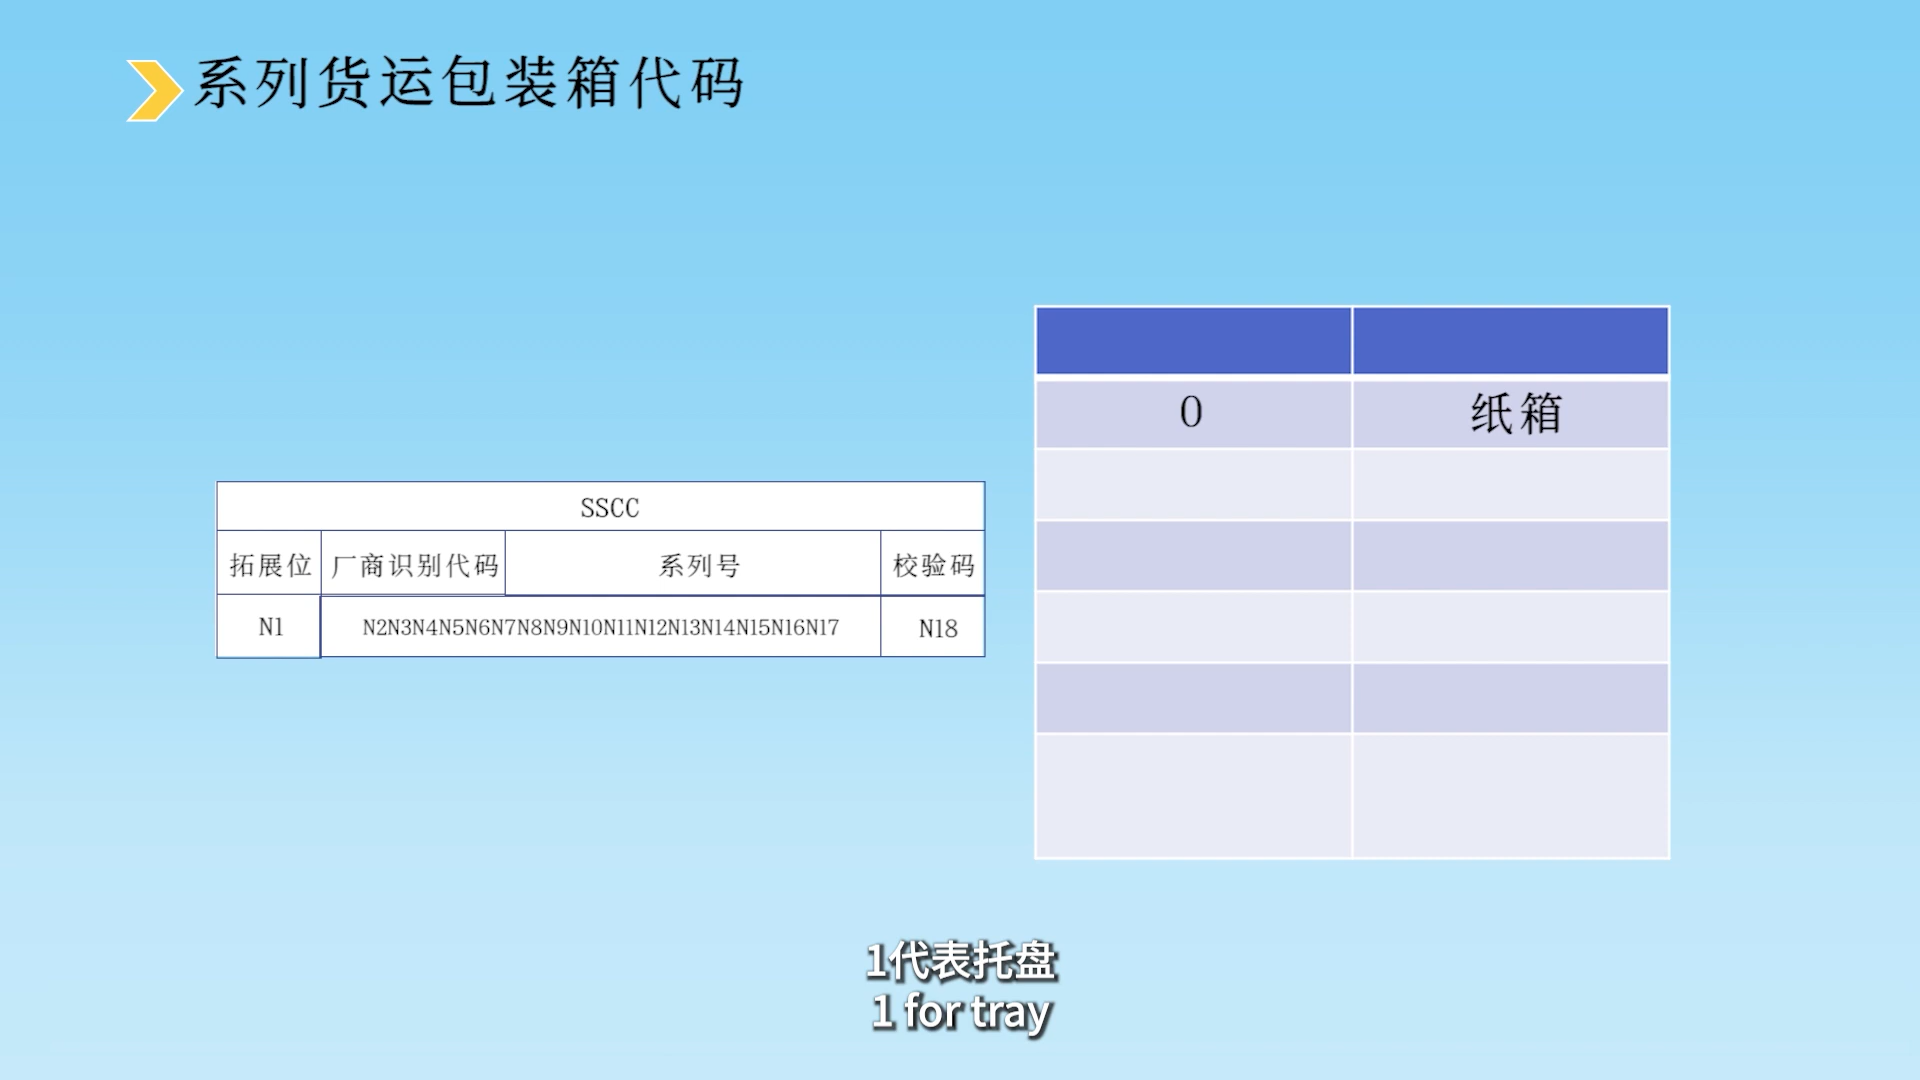 系列货运包装箱代码
SSCC
拓展位 厂商识别代码 系列号 校验码
N1 N2N3N4N5N6N7N8N9N10N11N12N13N14N15N16N17 N18
0 纸箱
1代表托盘
1 for tray